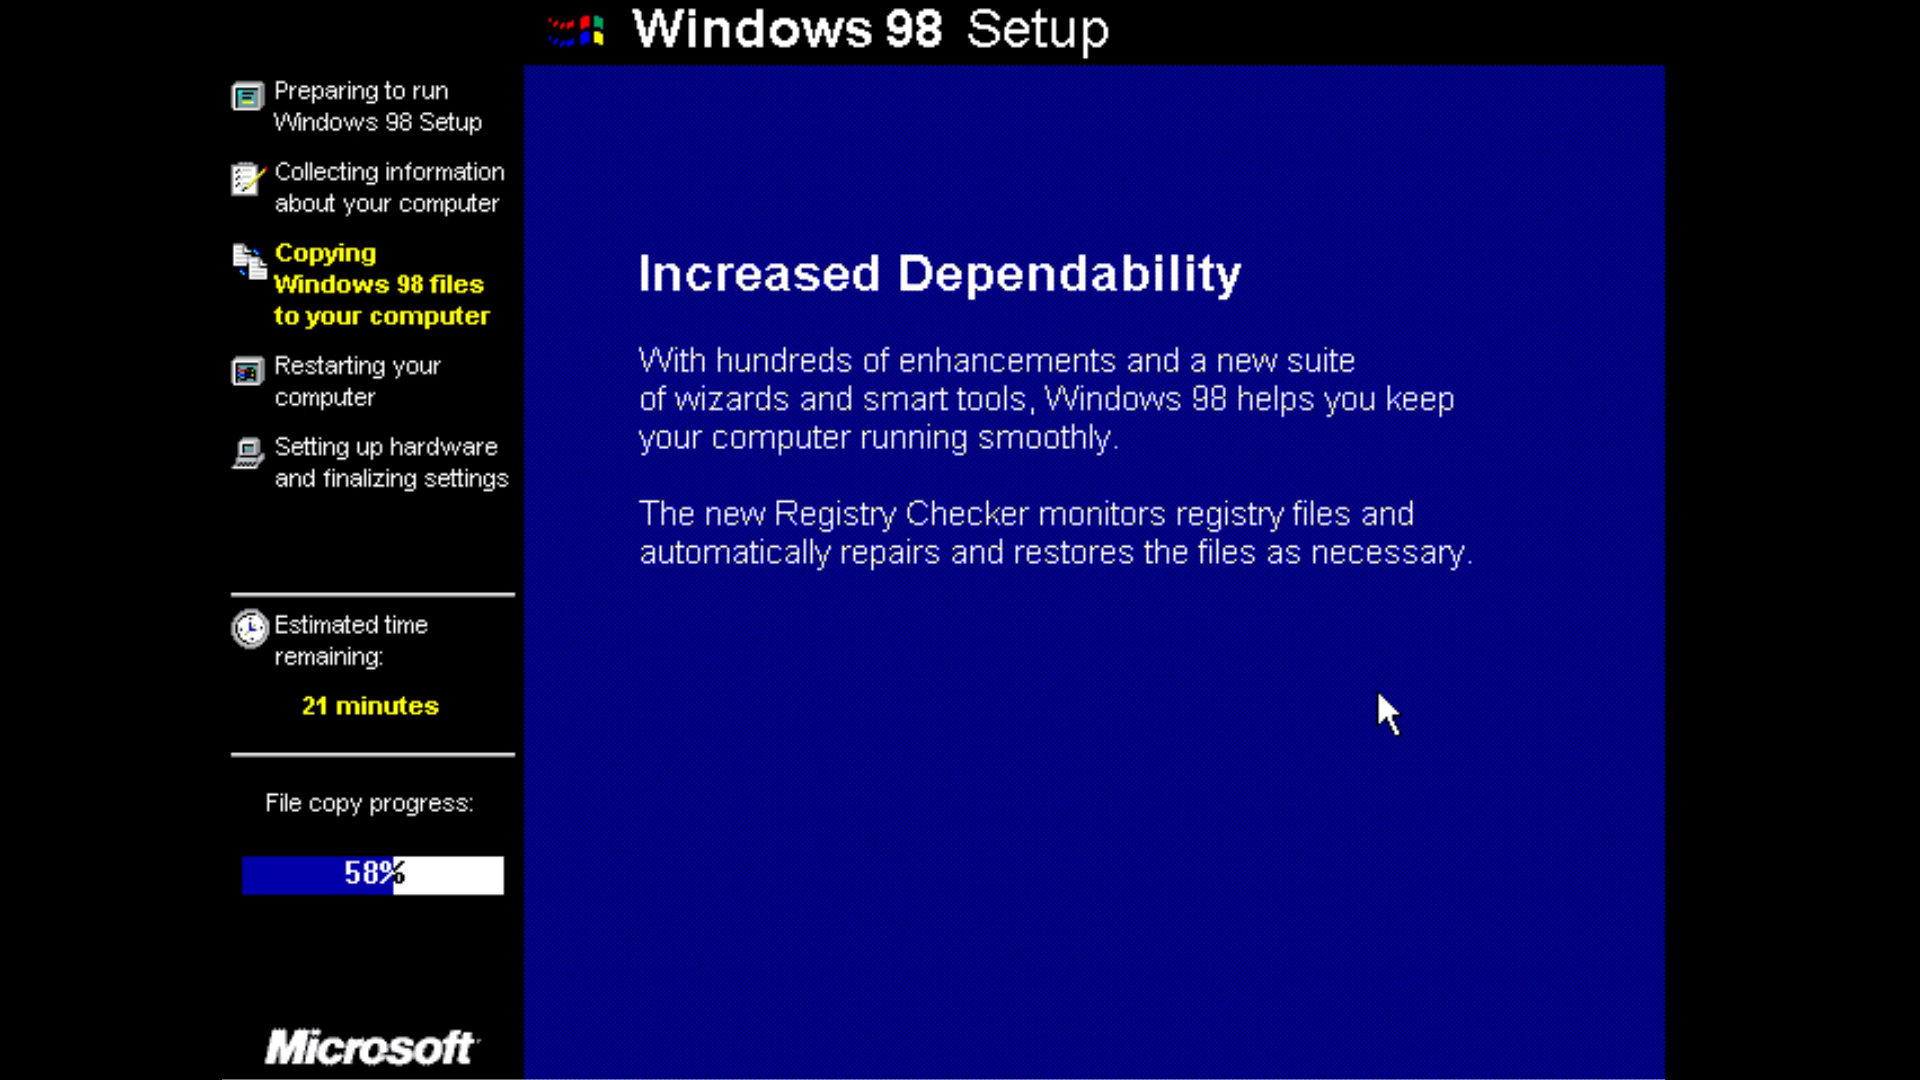 Windows 98 Setup
Preparing to run
Windows 98 Setup
Collecting information
about your computer
Copying
Windows 98 files
to your computer
Restarting your
computer
Setting up hardware
and finalizing settings
Estimated time
remaining:
21 minutes
File copy progress:
58%
Microsoft
Increased Dependability
With hundreds of enhancements and a new suite
of wizards and smart tools, Windows 98 helps you keep
your computer running smoothly.
The new Registry Checker monitors registry files and
automatically repairs and restores the files as necessary.